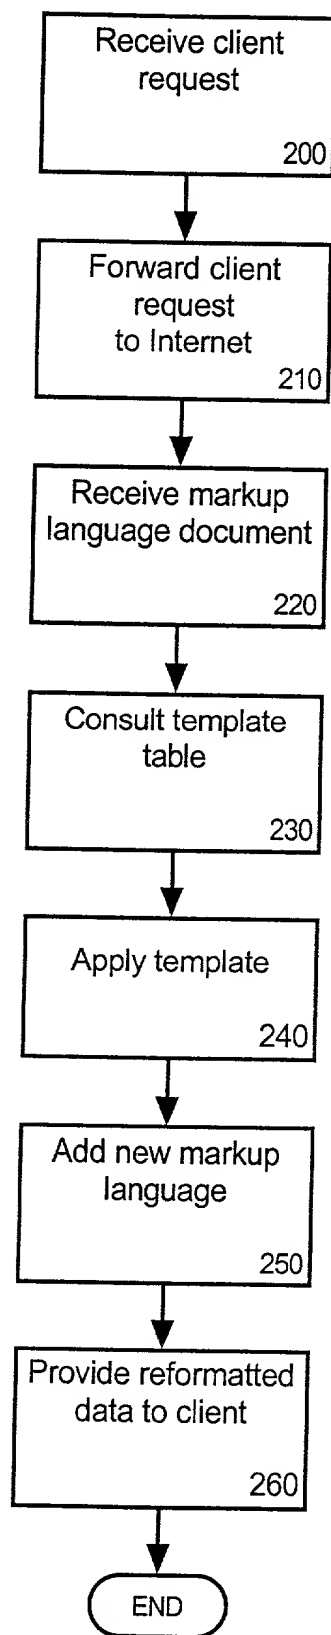 Receive client
request
200
Forward client
request
to Internet
210
Receive markup
language document
220
Consult template
table
230
Apply template
240
Add new markup
language
250
Provide reformatted
data to client
260
END